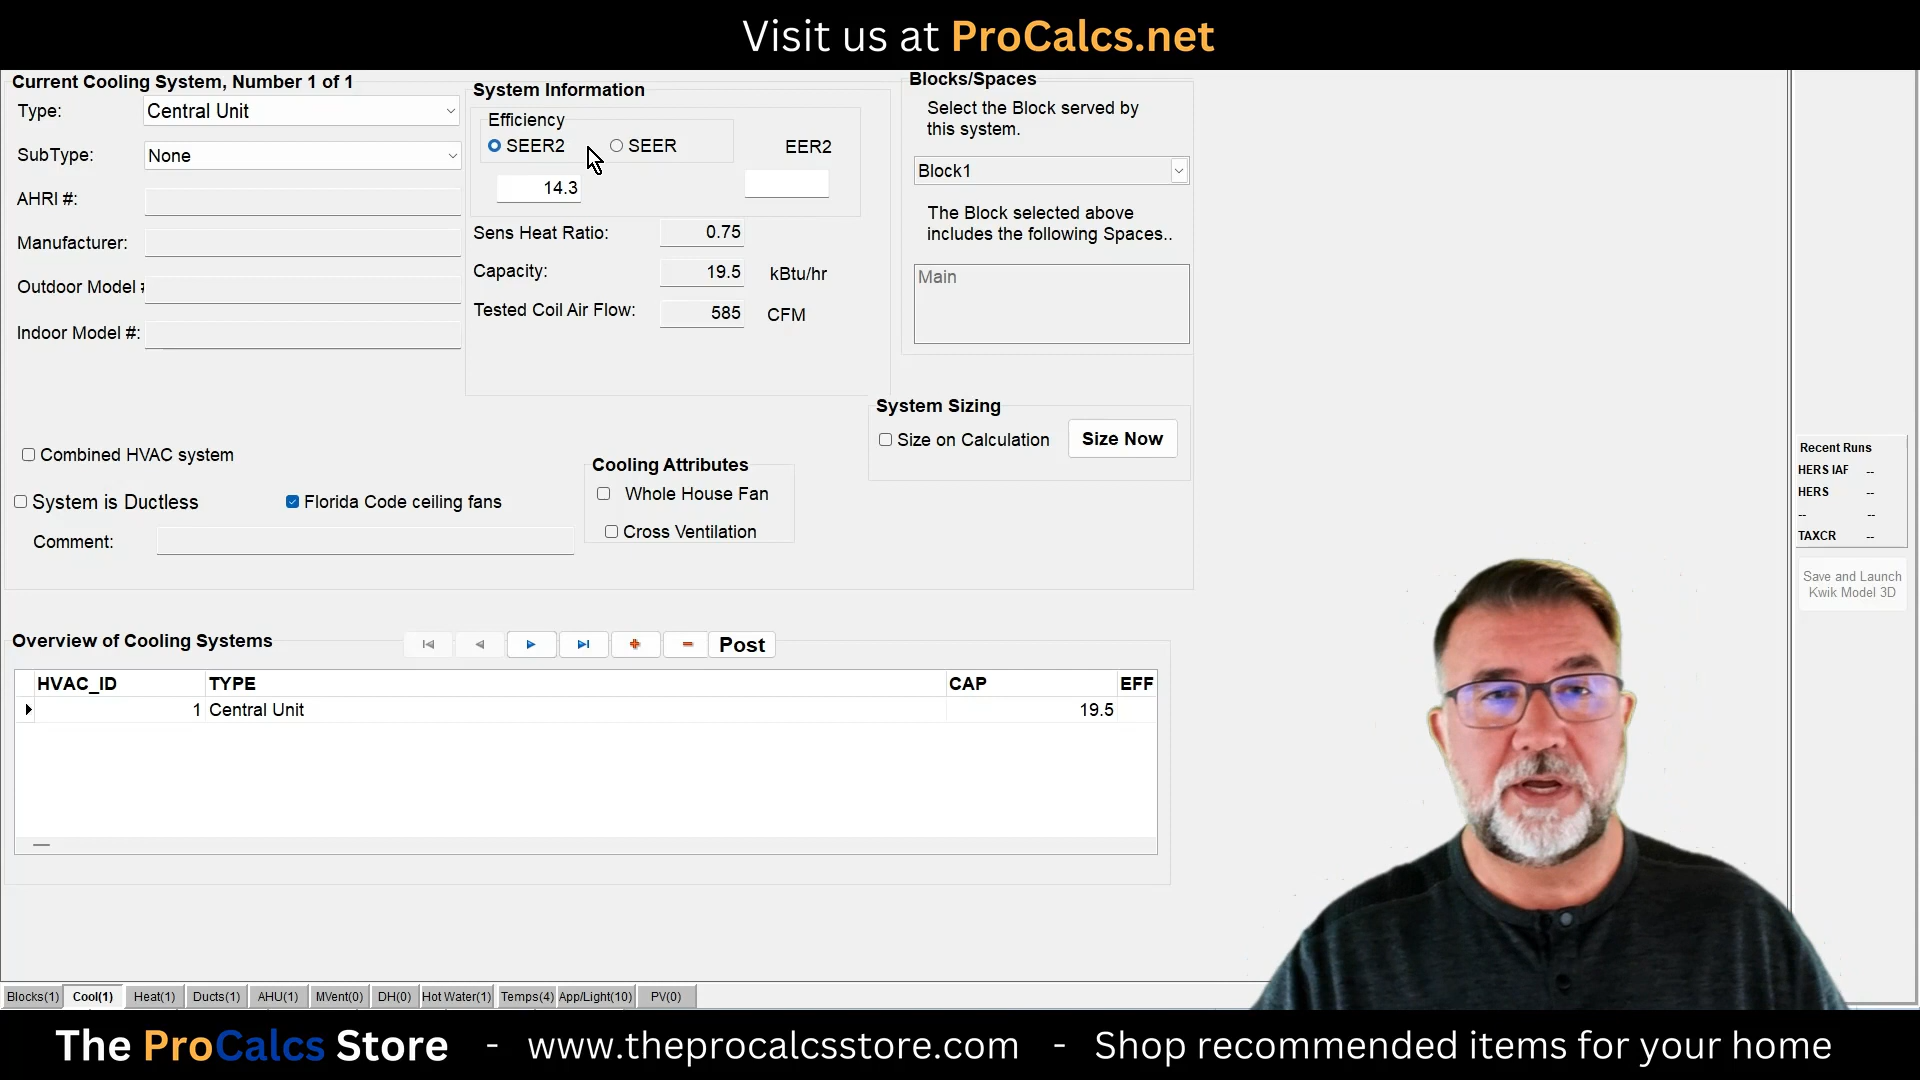 Visit us at ProCalcs.net
Current Cooling System, Number 1 of 1
Type: Central Unit
SubType: None
AHRI #:
Manufacturer:
Outdoor Model #
Indoor Model #:
Combined HVAC system
System is Ductless
Florida Code ceiling fans
Comment:
System Information
Efficiency
SEER2 SEER EER2
14.3
Sens Heat Ratio: 0.75
Capacity: 19.5 kBtu/hr
Tested Coil Air Flow: 585 CFM
Cooling Attributes
Whole House Fan
Cross Ventilation
Blocks/Spaces
Select the Block served by
this system.
Block1
The Block selected above
includes the following Spaces..
Main
System Sizing
Size on Calculation Size Now
Recent Runs
HERS IAF --
HERS --
-- --
TAXCR --
Save and Launch
Kwik Model 3D
Overview of Cooling Systems Post
HVAC_ID TYPE CAP EFF
1 Central Unit 19.5
Blocks(1) Cool(1) Heat(1) Ducts(1) AHU(1) MVent(0) DH(0) Hot Water(1) Temps(4) App/Light(10) PV(0)
The ProCalcs Store - www.theprocalcsstore.com - Shop recommended items for your home